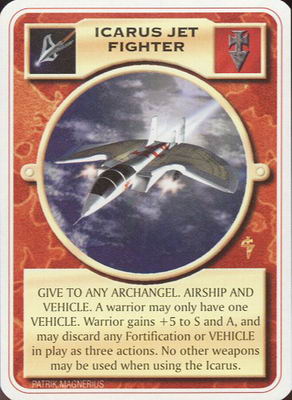 ICARUS JET
FIGHTER
GIVE TO ANY ARCHANGEL. AIRSHIP AND
VEHICLE. A warrior may only have one
VEHICLE. Warrior gains +5 to S and A, and
may discard any Fortification or VEHICLE
in play as three actions. No other weapons
may be used when using the Icarus.
PATRIK MAGNERIUS